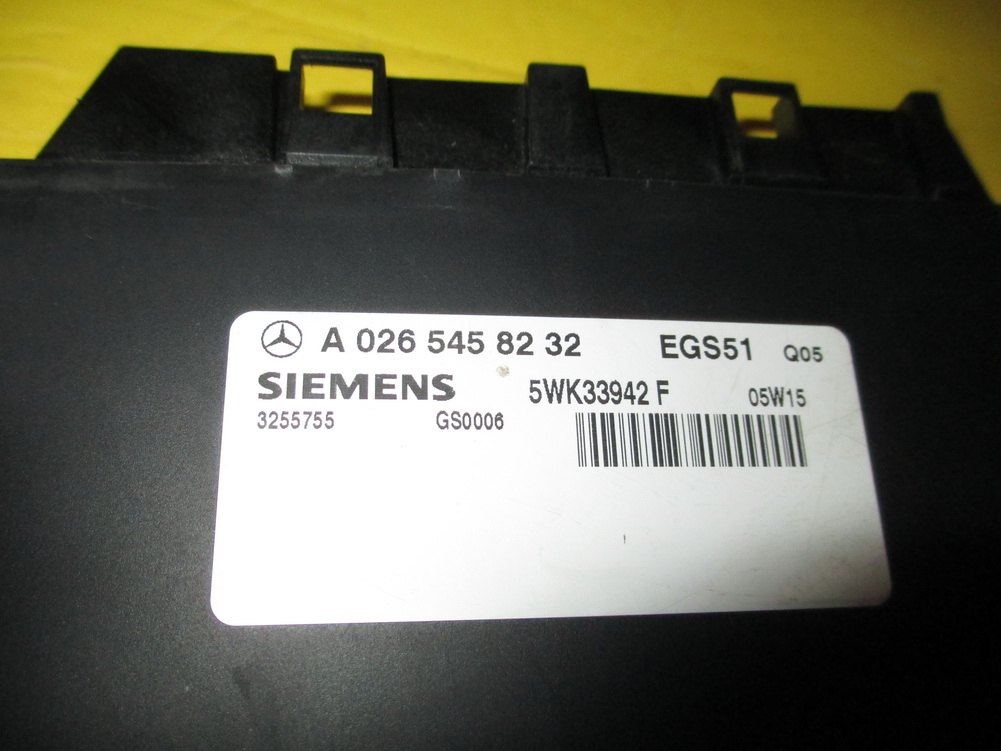 A 026 545 82 32 EGS51 Q05
SIEMENS 5WK33942 F 05W15
3255755 GS0006